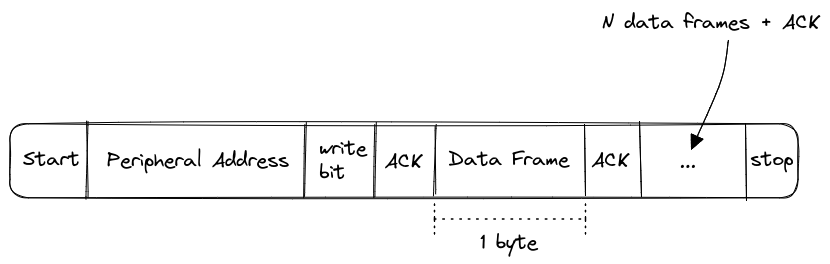 N data frames + ACK
Start
Peripheral Address
write
bit
ACK
Data Frame
ACK
...
stop
1 byte